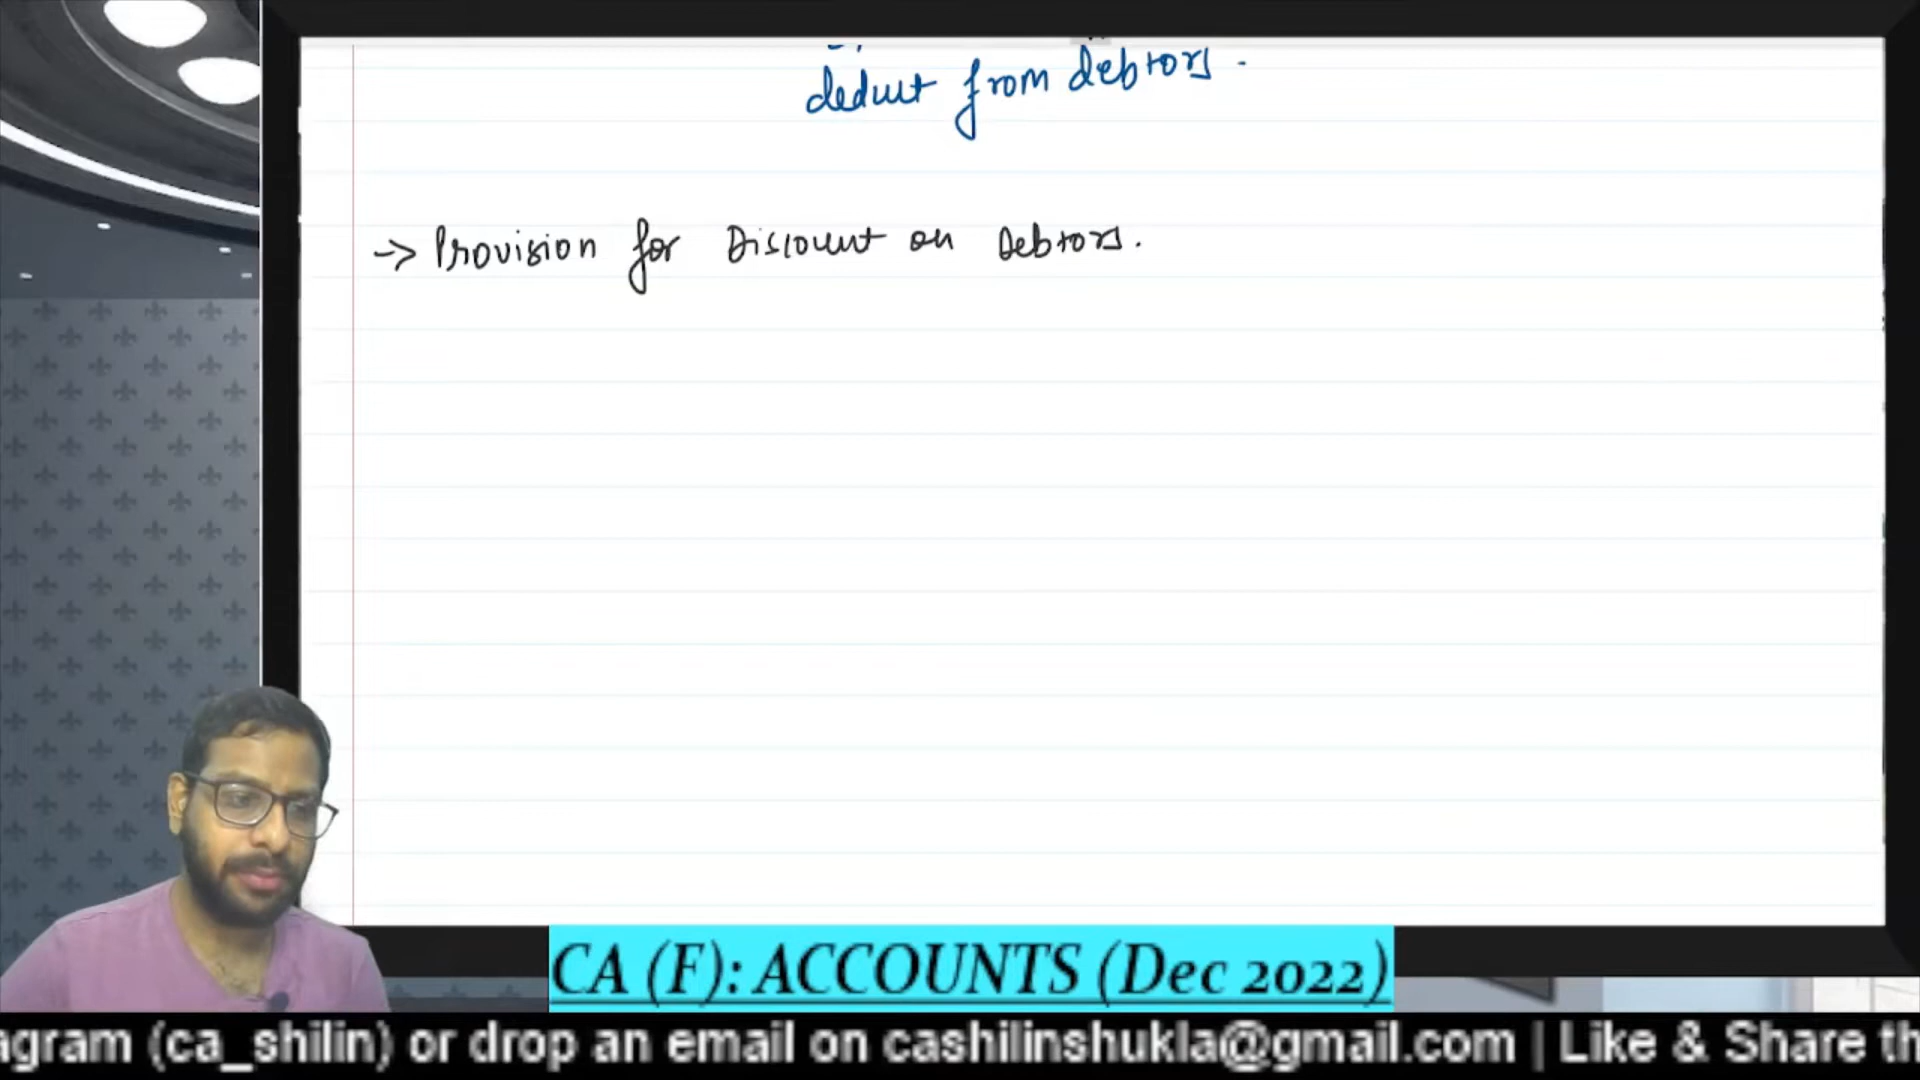 deduct from debtors.
-> Provision for Discount on Debtors.
CA (F): ACCOUNTS (Dec 2022)
agram (ca_shilin) or drop an email on cashilinshukla@gmail.com | Like & Share th